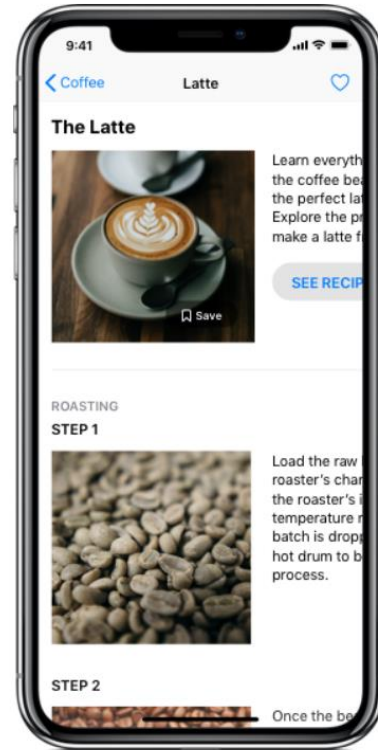 9:41
Coffee
Latte
The Latte
Learn everyth
the coffee bea
the perfect lat
Explore the pr
make a latte f
SEE RECIP
Save
ROASTING
STEP 1
Load the raw
roaster's char
the roaster's i
temperature r
batch is dropp
hot drum to b
process.
STEP 2
Once the be